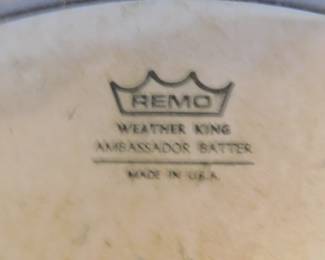 REMO
WEATHER KING
AMBASSADOR BATTER
MADE IN U.S.A.